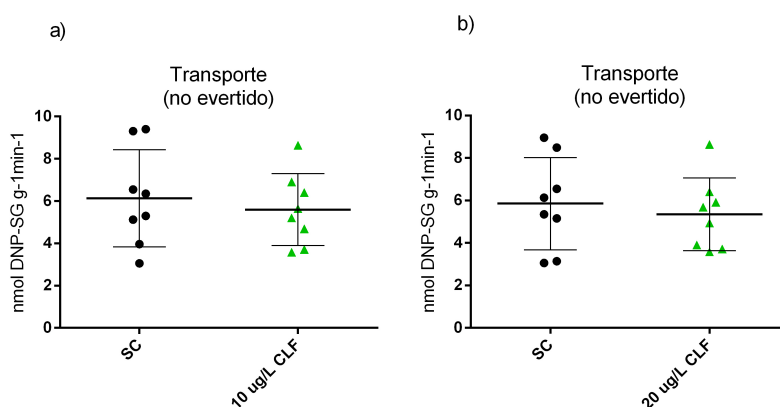 a)
Transporte
(no evertido)
nmol DNP-SG g-1min-1
10
8
6
4
2
0
SC
10 ug/L CLF
b)
Transporte
(no evertido)
nmol DNP-SG g-1min-1
10
8
6
4
2
0
SC
20 ug/L CLF